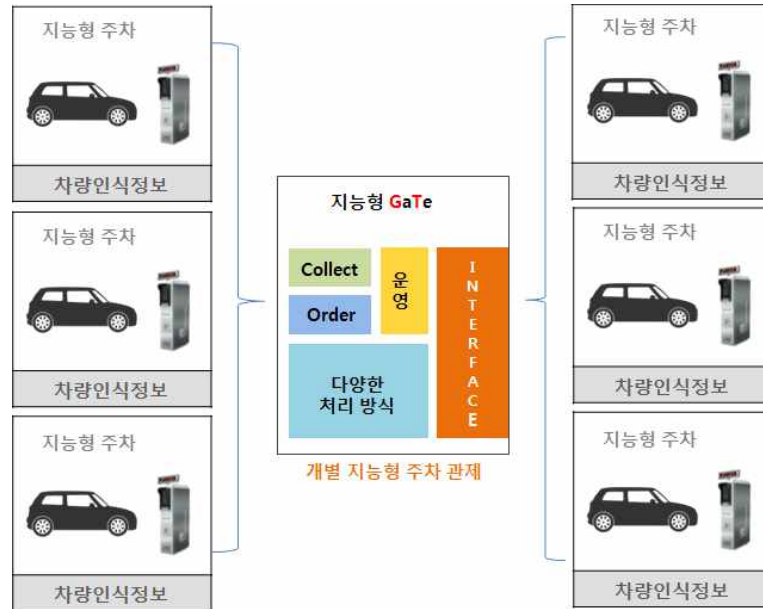 지능형 주차
차량인식정보
지능형 주차
차량인식정보
지능형 주차
차량인식정보
지능형 GaTe
Collect
Order
운영
다양한
처리 방식
INTERFACE
개별 지능형 주차 관제
지능형 주차
차량인식정보
지능형 주차
차량인식정보
지능형 주차
차량인식정보